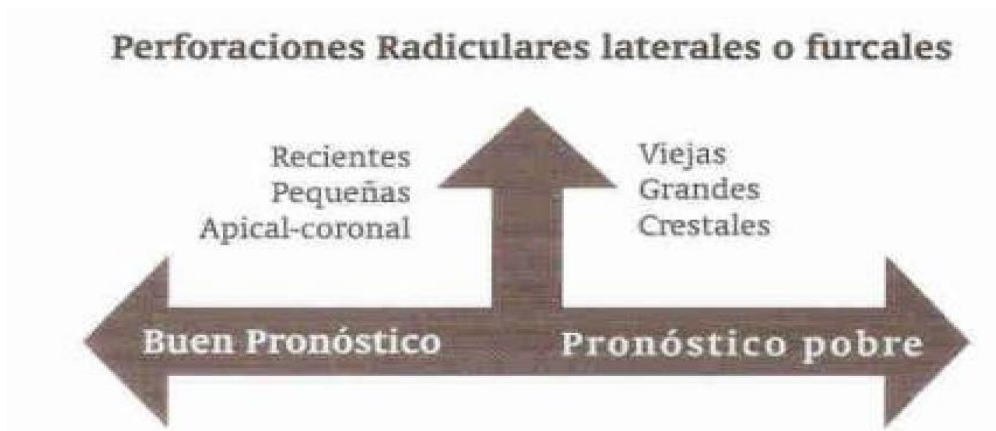 Perforaciones Radiculares laterales o furcales
Recientes
Pequeñas
Apical-coronal
Viejas
Grandes
Crestales
Buen Pronóstico
Pronóstico pobre